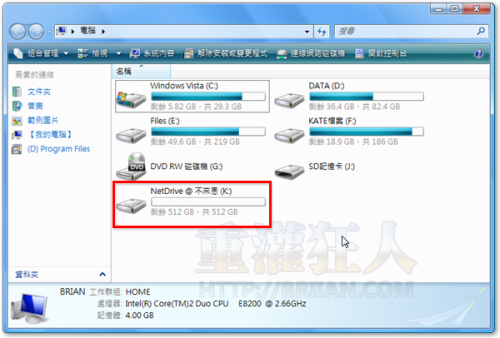 電腦
搜尋
組合管理 檢視 系統內容 解除安裝或變更程式 連線網路磁碟機 開啟控制台
我愛的連結
文件夾
音樂
範例圖片
【我的電腦】
(D) Program Files
資料夾
名稱
Windows Vista (C:)
剩餘 5.82 GB，共 29.3 GB
DATA (D:)
剩餘 36.4 GB，共 82.4 GB
Files (E:)
剩餘 49.6 GB，共 219 GB
KATE檔案 (F:)
剩餘 18.9 GB，共 186 GB
DVD RW 磁碟機 (G:)
SD記憶卡 (J:)
NetDrive @ 不來恩 (K:)
剩餘 512 GB，共 512 GB
重灌狂人
HTTP://BRIIAN.COM
BRIAN 工作群組: HOME
處理器: Intel(R) Core(TM)2 Duo CPU E8200 @ 2.66GHz
記憶體: 4.00 GB